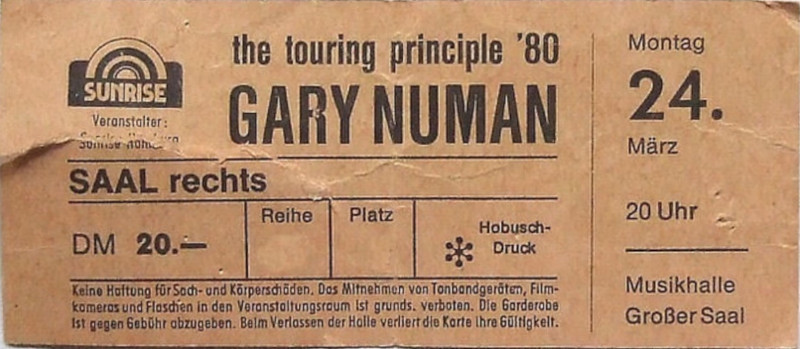 the touring principle '80
GARY NUMAN
SUNRISE
Veranstalter:
SAAL rechts
DM 20.—
Reihe
Platz
Hobusch-
Druck
Keine Haftung für Sach- und Körperschäden. Das Mitnehmen von Tonbandgeräten, Film-
kameras und Flaschen in den Veranstaltungsraum ist grunds. verboten. Die Garderobe
ist gegen Gebühr abzugeben. Beim Verlassen der Halle verliert die Karte ihre Gültigkeit.
Montag
24.
März
20 Uhr
Musikhalle
Großer Saal